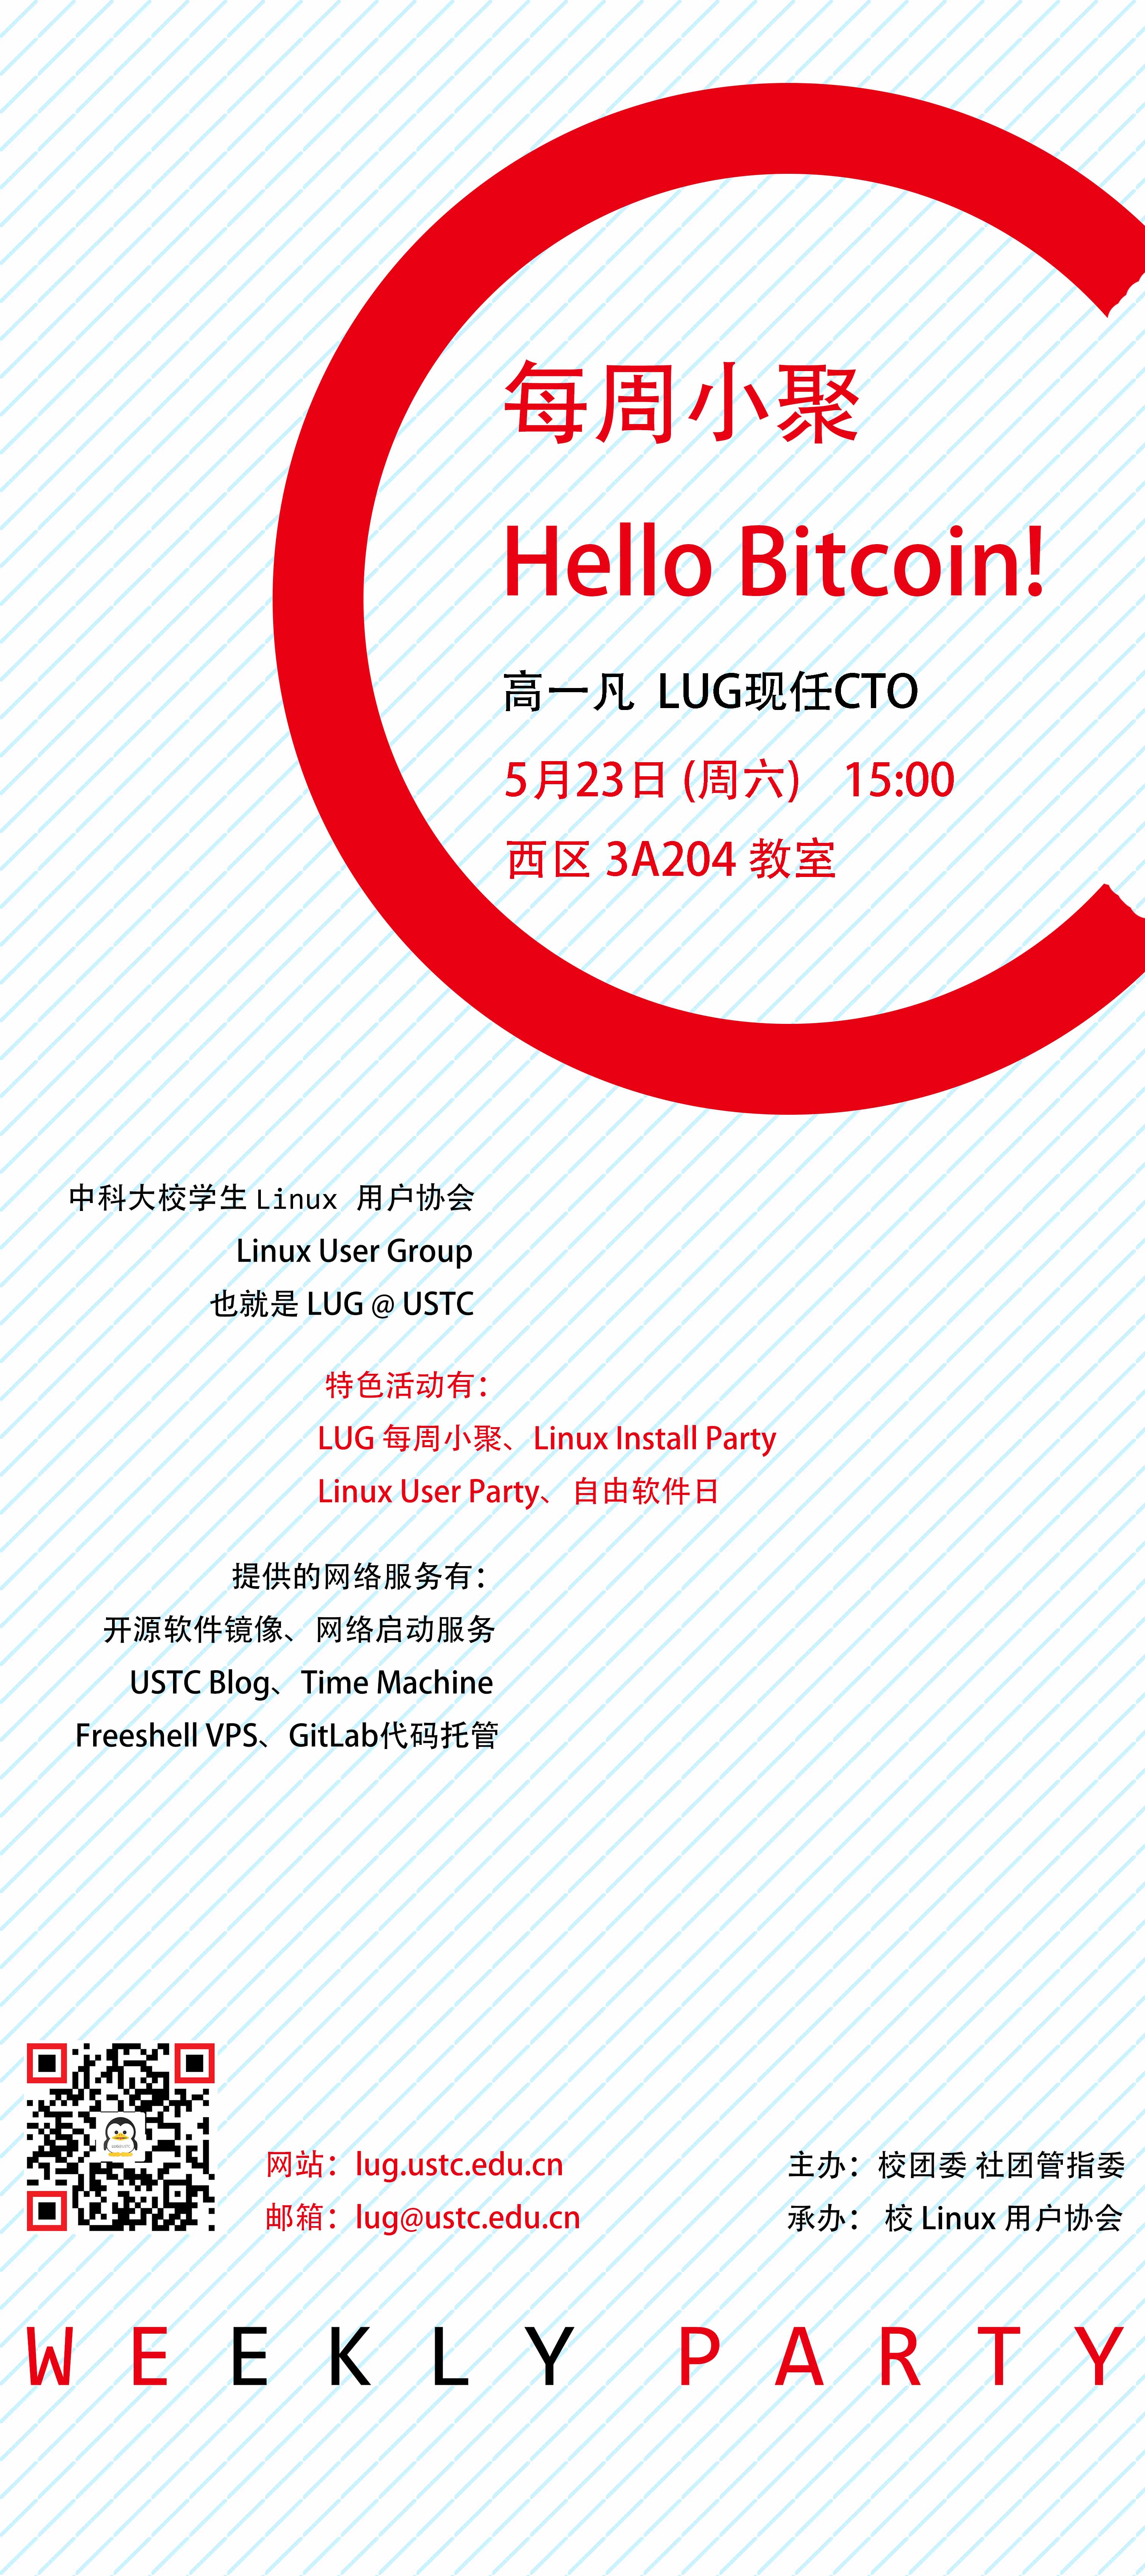 每周小聚
Hello Bitcoin!
高一凡 LUG现任CTO
5月23日 (周六) 15:00
西区 3A204 教室
中科大校学生 Linux 用户协会
Linux User Group
也就是 LUG @ USTC
特色活动有：
LUG 每周小聚、Linux Install Party
Linux User Party、自由软件日
提供的网络服务有：
开源软件镜像、网络启动服务
USTC Blog、Time Machine
Freeshell VPS、GitLab代码托管
网站：lug.ustc.edu.cn
邮箱：lug@ustc.edu.cn
主办：校团委 社团管指委
承办： 校 Linux 用户协会
WEEKLY PARTY